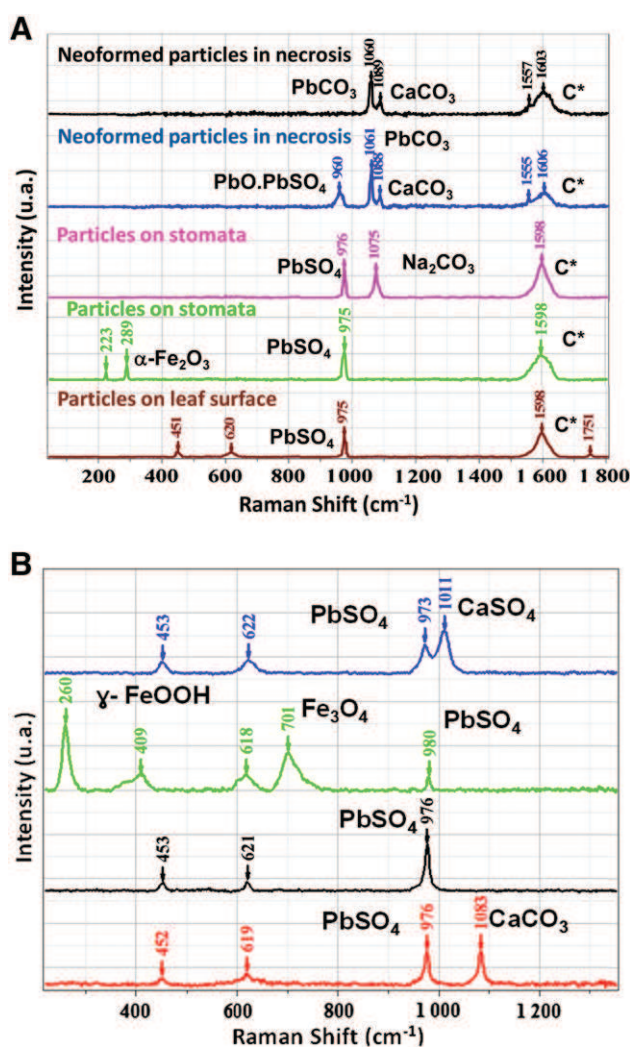 A
Neoformed particles in necrosis
1060
1089
1557
1603
PbCO3
CaCO3
C*
Neoformed particles in necrosis
PbCO3
960
1061
1088
1555
1606
PbO.PbSO4
CaCO3
C*
Particles on stomata
976
1075
1598
PbSO4
Na2CO3
C*
Particles on stomata
223
289
975
1598
α-Fe2O3
PbSO4
C*
Particles on leaf surface
451
620
975
1598
1751
PbSO4
C*
Intensity (u.a.)
200 400 600 800 1 000 1 200 1 400 1 600 1 800
Raman Shift (cm-1)
B
453
622
973
1011
PbSO4
CaSO4
260
409
618
701
980
ɣ- FeOOH
Fe3O4
PbSO4
453
621
976
PbSO4
452
619
976
1083
PbSO4
CaCO3
Intensity (u.a.)
400 600 800 1 000 1 200
Raman Shift (cm-1)